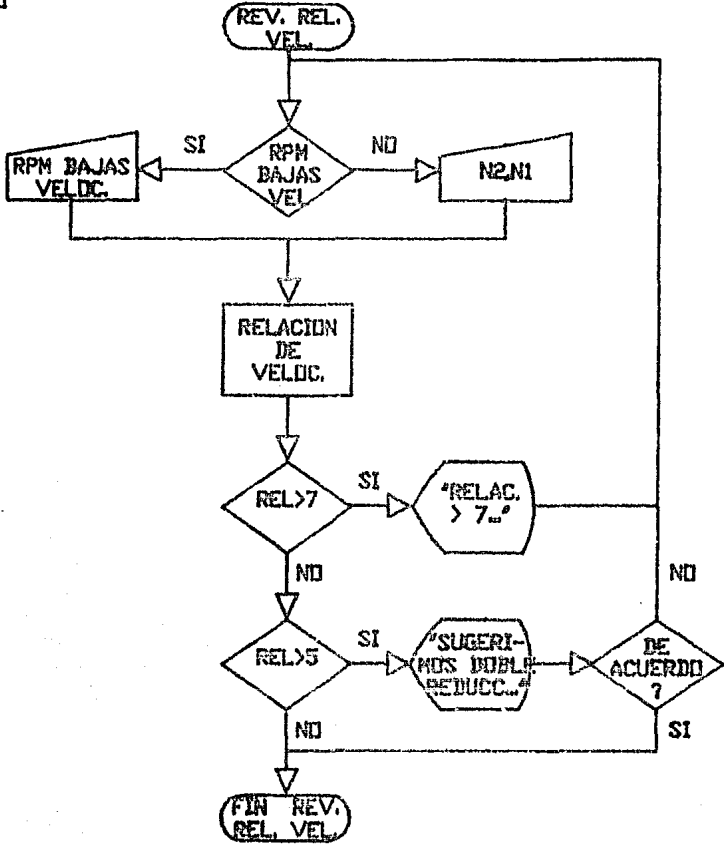 REV. REL.
VEL.
SI
RPM
BAJAS
VEL
NO
RPM BAJAS
VELOC.
N2,N1
RELACION
DE
VELOC.
REL>7
SI
"RELAC.
> 7..."
NO
NO
REL>5
SI
"SUGERI-
MOS DOBLE
REDUCC..."
DE
ACUERDO
?
NO
SI
FIN REV.
REL. VEL.